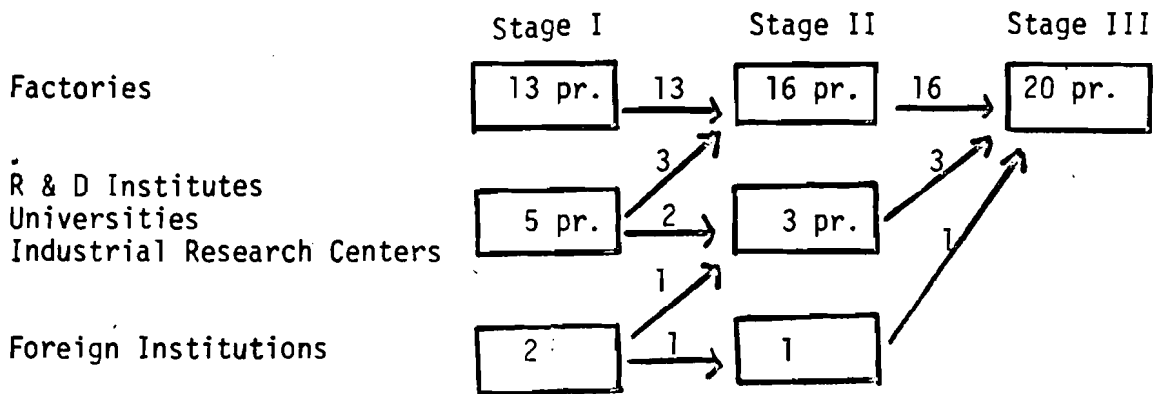 Stage I Stage II Stage III
Factories 13 pr. 13 16 pr. 16 20 pr.
3 3
R & D Institutes
Universities 5 pr. 2 3 pr.
Industrial Research Centers
1 1
Foreign Institutions 2 1 1